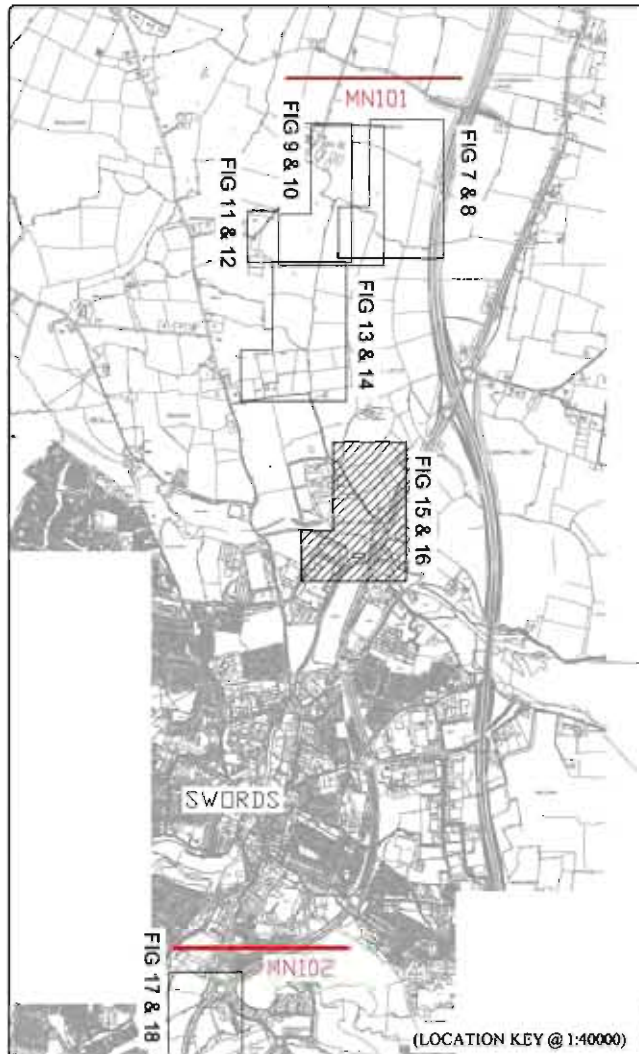 MN101
FIG 7 & 8
FIG 9 & 10
FIG 11 & 12
FIG 13 & 14
FIG 15 & 16
SWORDS
MN102
FIG 17 & 18
(LOCATION KEY @ 1:40000)